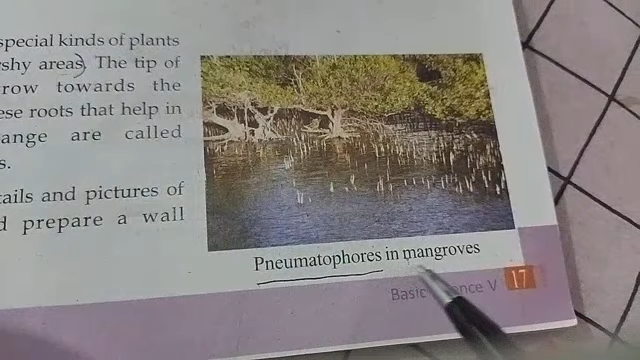 special kinds of plants
shy areas) The tip of
row towards the
ese roots that help in
ange are called
s.
ails and pictures of
d prepare a wall
Pneumatophores in mangroves
Basic ence V 17